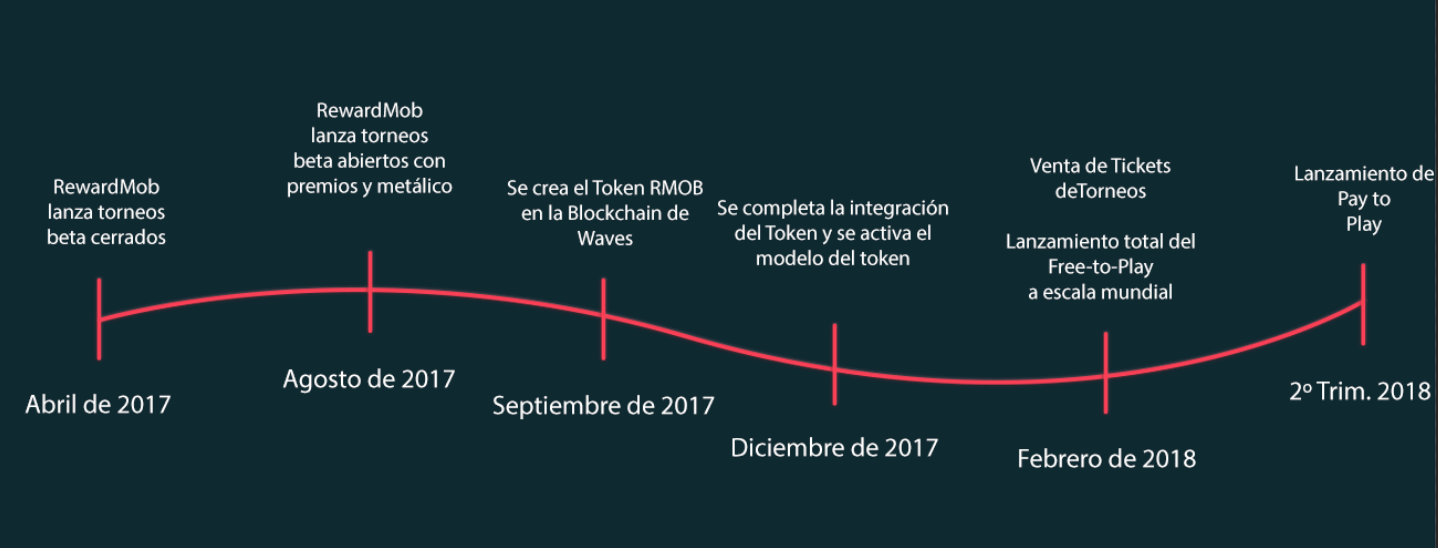 RewardMob
lanza torneos
beta cerrados
Abril de 2017
RewardMob
lanza torneos
beta abiertos con
premios y metálico
Agosto de 2017
Se crea el Token RMOB
en la Blockchain de
Waves
Septiembre de 2017
Se completa la integración
del Token y se activa el
modelo del token
Diciembre de 2017
Venta de Tickets
deTorneos
Lanzamiento total del
Free-to-Play
a escala mundial
Febrero de 2018
Lanzamiento de
Pay to
Play
2º Trim. 2018